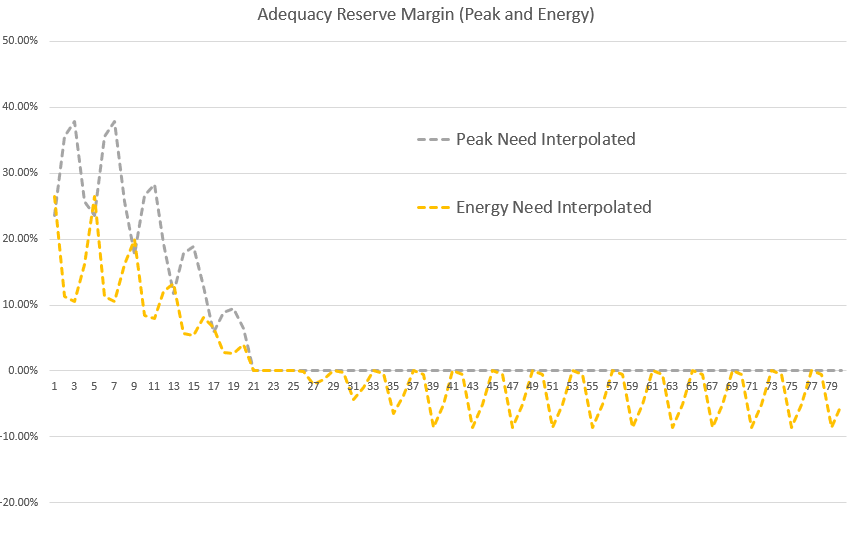 Adequacy Reserve Margin (Peak and Energy)
50.00%
40.00%
Peak Need Interpolated
30.00%
Energy Need Interpolated
20.00%
10.00%
0.00%
1 3 5 7 9 11 13 15 17 19 21 23 25 27 29 31 33 35 37 39 41 43 45 47 49 51 53 55 57 59 61 63 65 67 69 71 73 75 77 79
-10.00%
-20.00%